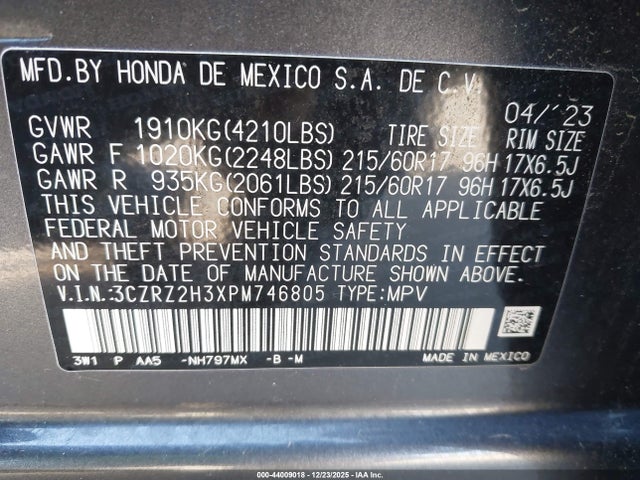 MFD.BY HONDA DE MEXICO S.A. DE C.V.
04/'23
GVWR 1910KG(4210LBS) TIRE SIZE RIM SIZE
GAWR F 1020KG(2248LBS) 215/60R17 96H 17X6.5J
GAWR R 935KG(2061LBS) 215/60R17 96H 17X6.5J
THIS VEHICLE CONFORMS TO ALL APPLICABLE
FEDERAL MOTOR VEHICLE SAFETY
AND THEFT PREVENTION STANDARDS IN EFFECT
ON THE DATE OF MANUFACTURE SHOWN ABOVE.
V.I.N.:3CZRZ2H3XPM746805 TYPE:MPV
3W1 P AA5 -NH797MX -B -M MADE IN MEXICO
000-44009018 - 12/23/2025 - IAA Inc.